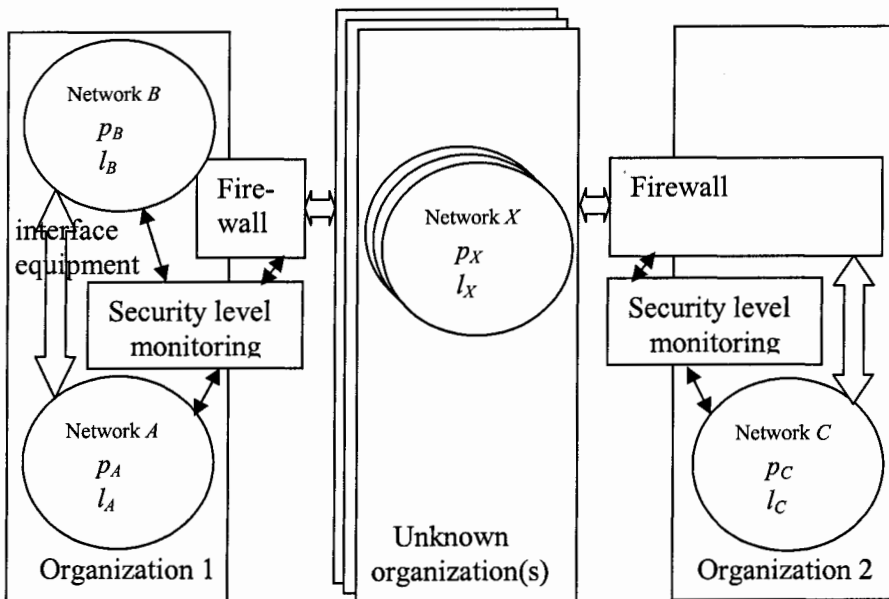 Network B
p_B
l_B
Fire-
wall
interface
equipment
Security level
monitoring
Network A
p_A
l_A
Organization 1
Network X
p_X
l_X
Unknown
organization(s)
Firewall
Security level
monitoring
Network C
p_C
l_C
Organization 2